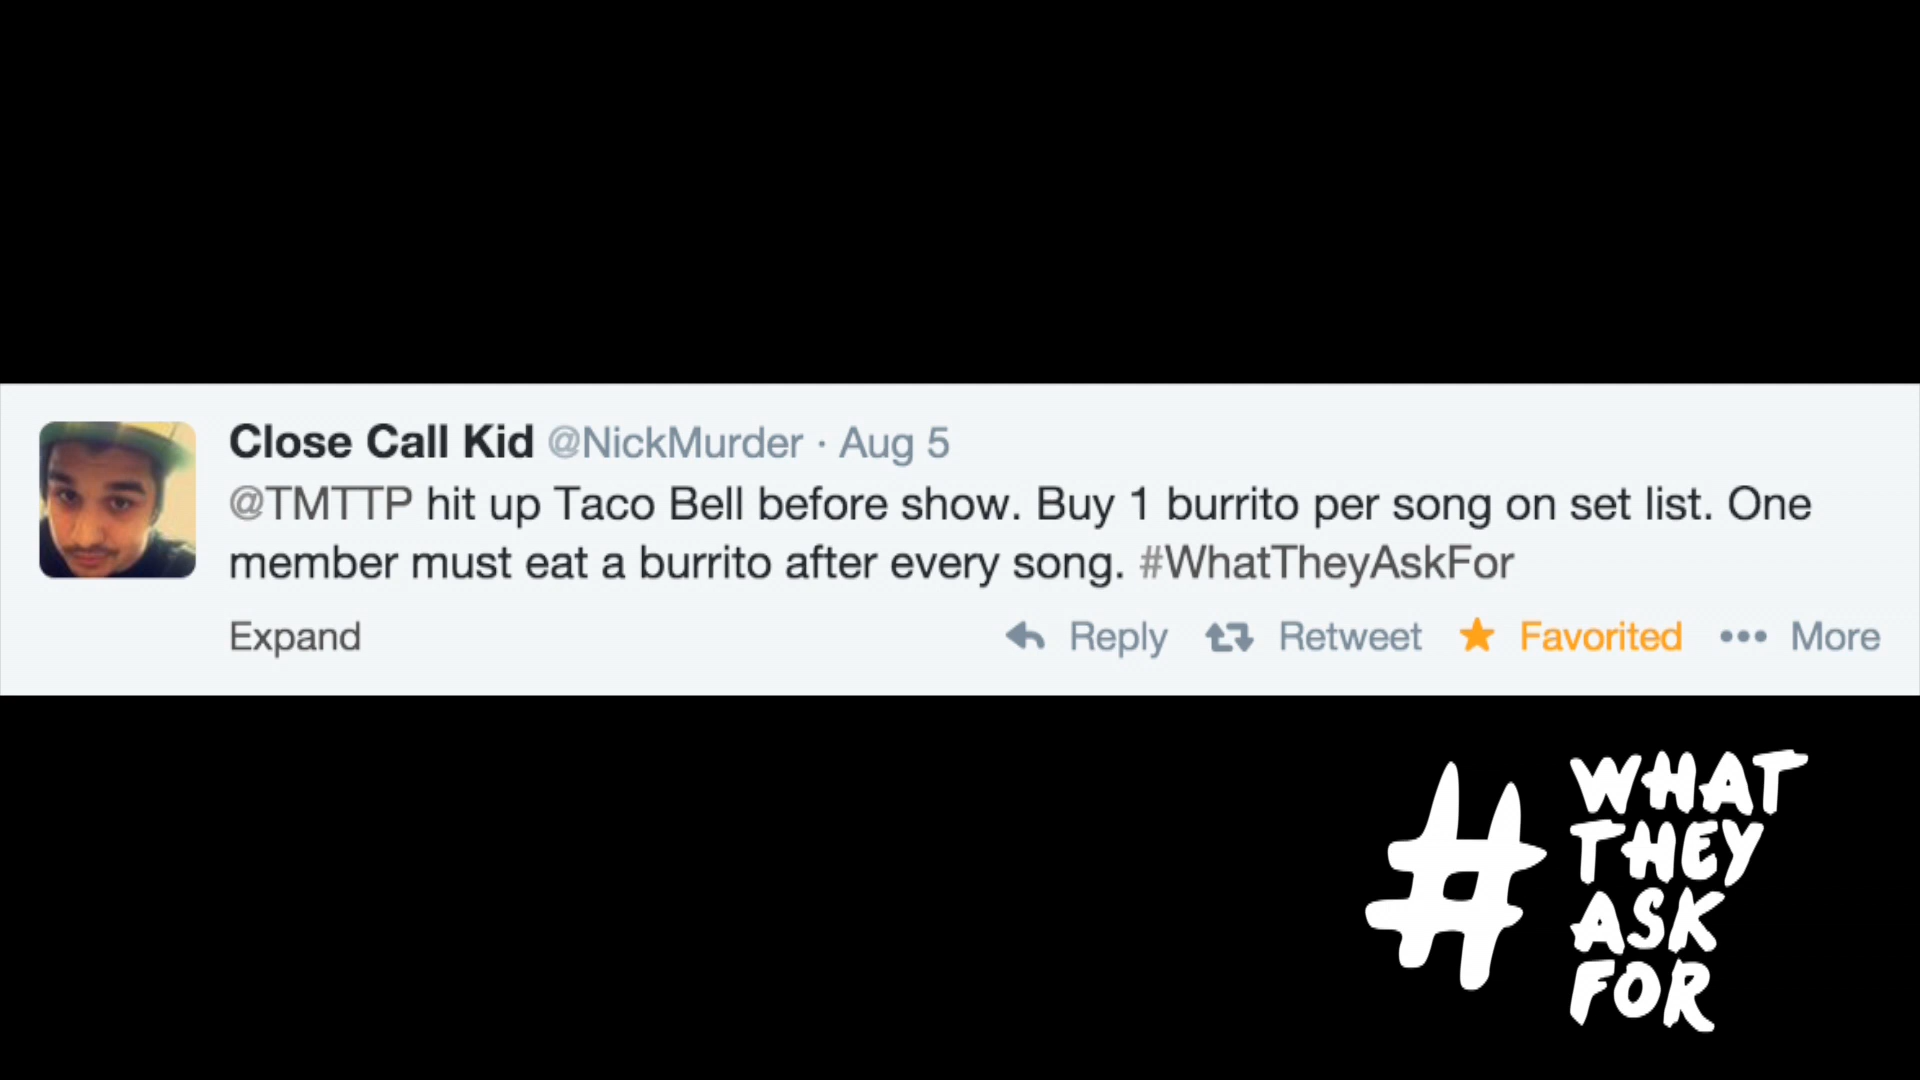 Close Call Kid @NickMurder · Aug 5
@TMTTP hit up Taco Bell before show. Buy 1 burrito per song on set list. One
member must eat a burrito after every song. #WhatTheyAskFor
Expand Reply Retweet Favorited More
# WHAT
THEY
ASK
FOR